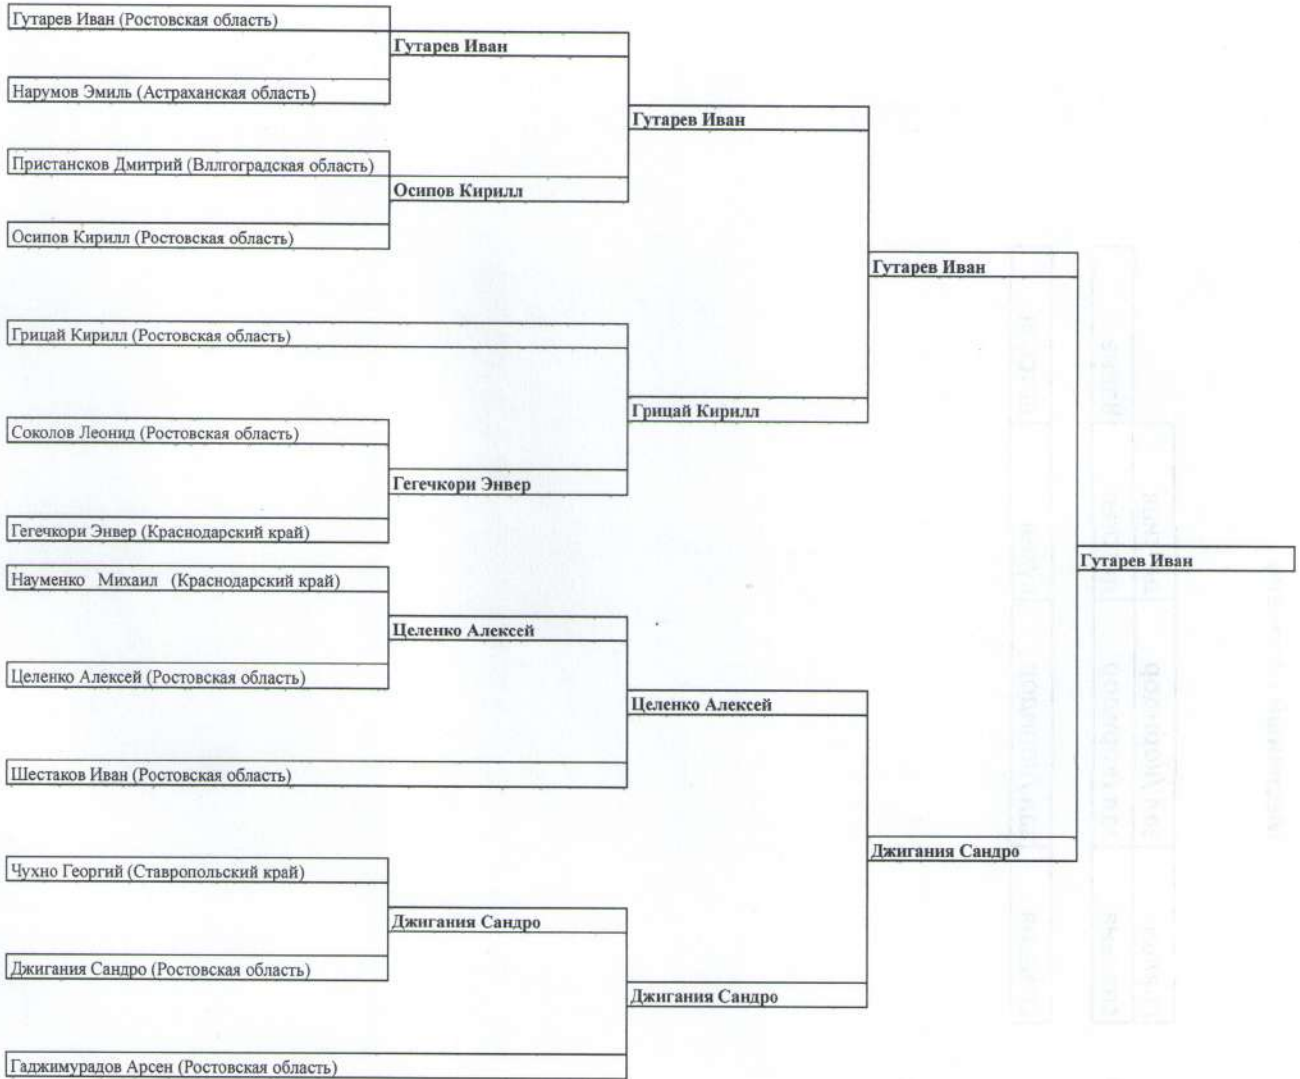 Гутарев Иван (Ростовская область)
Гутарев Иван
Нарумов Эмиль (Астраханская область)
Гутарев Иван
Пристансков Дмитрий (Вллгоградская область)
Осипов Кирилл
Осипов Кирилл (Ростовская область)
Гутарев Иван
Грицай Кирилл (Ростовская область)
Грицай Кирилл
Соколов Леонид (Ростовская область)
Гегечкори Энвер
Гегечкори Энвер (Краснодарский край)
Гутарев Иван
Науменко Михаил (Краснодарский край)
Целенко Алексей
Целенко Алексей (Ростовская область)
Целенко Алексей
Шестаков Иван (Ростовская область)
Джигания Сандро
Чухно Георгий (Ставропольский край)
Джигания Сандро
Джигания Сандро (Ростовская область)
Джигания Сандро
Гаджимурадов Арсен (Ростовская область)